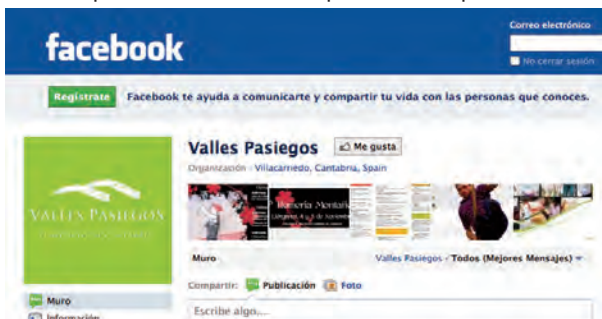 Correo electrónico
facebook
No cerrar sesión
Regístrate Facebook te ayuda a comunicarte y compartir tu vida con las personas que conoces.
Valles Pasiegos Me gusta
Organización · Villacarriedo, Cantabria, Spain
VALLES PASIEGOS
Muro Valles Pasiegos · Todos (Mejores Mensajes)
Compartir: Publicación Foto
Muro
Escribe algo...
Información